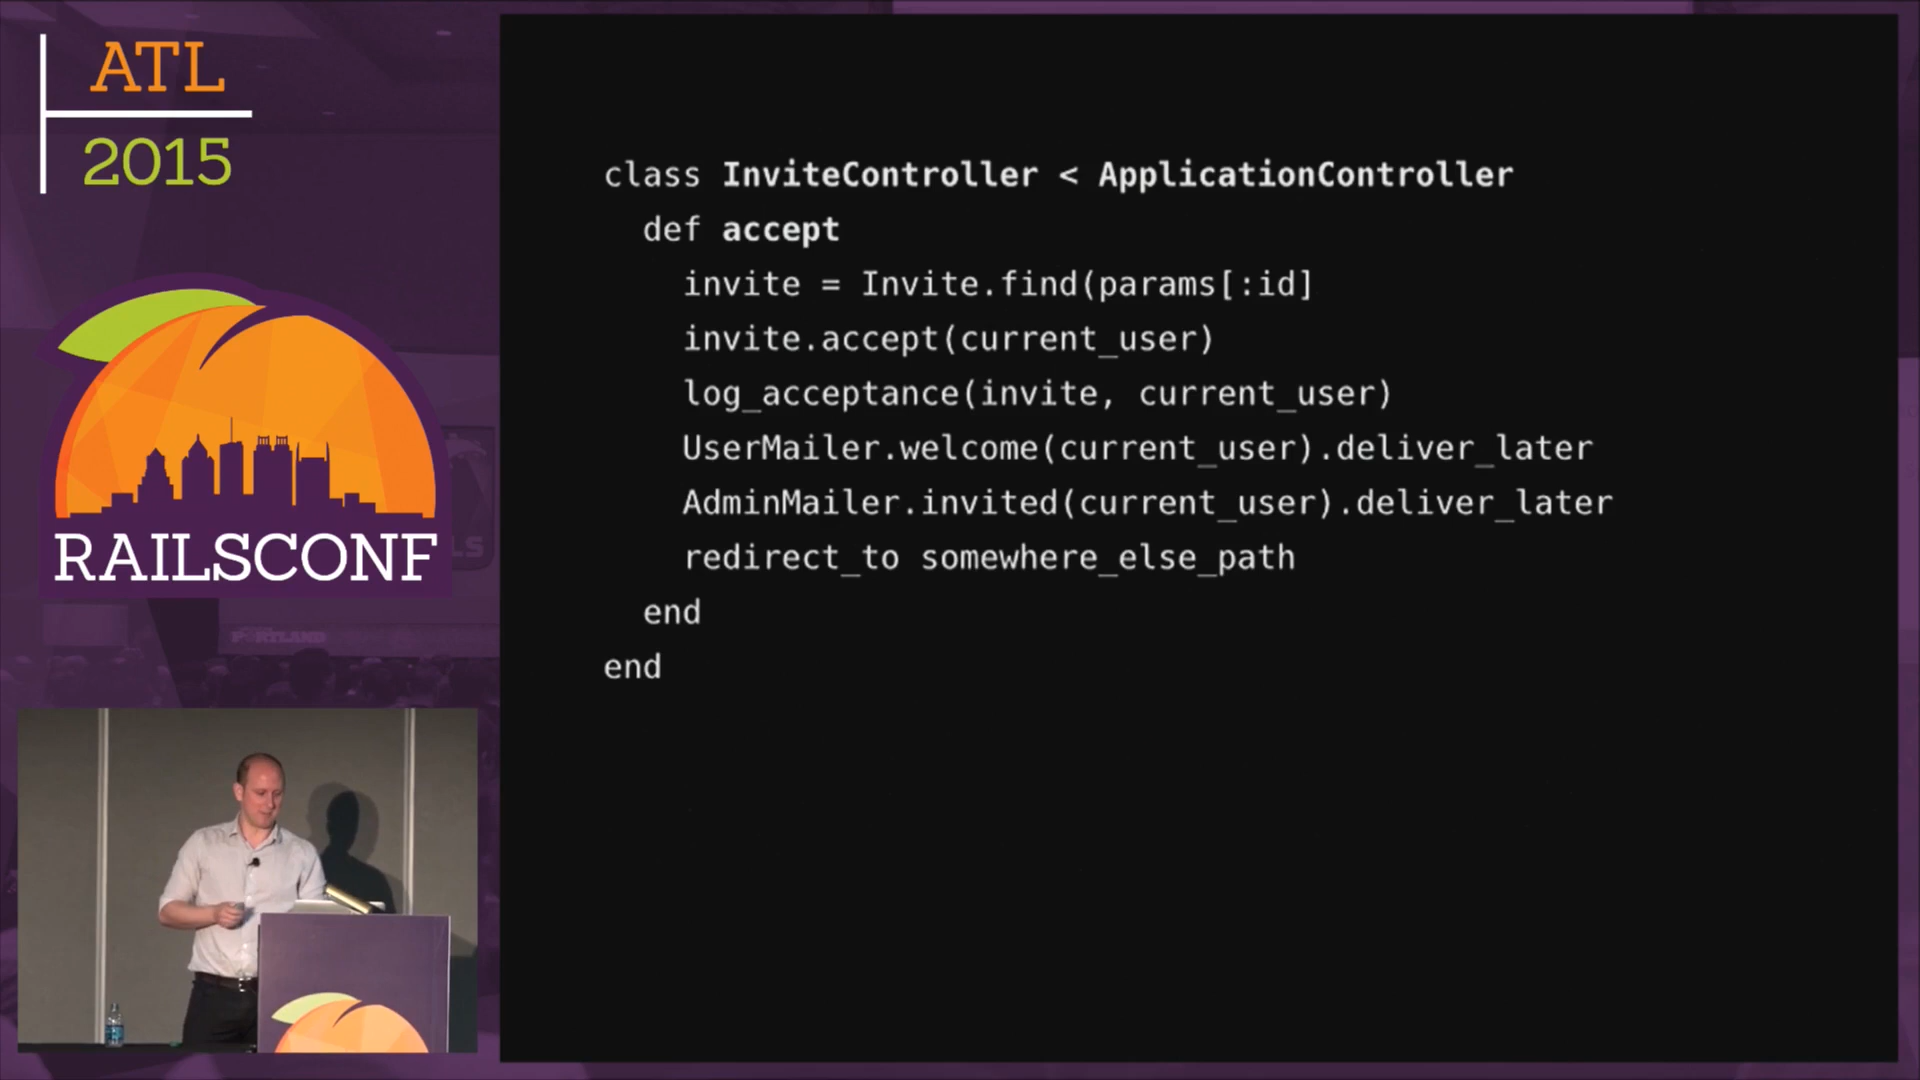 ATL
2015
RAILSCONF
PORTLAND
class InviteController < ApplicationController
def accept
invite = Invite.find(params[:id]
invite.accept(current_user)
log_acceptance(invite, current_user)
UserMailer.welcome(current_user).deliver_later
AdminMailer.invited(current_user).deliver_later
redirect_to somewhere_else_path
end
end